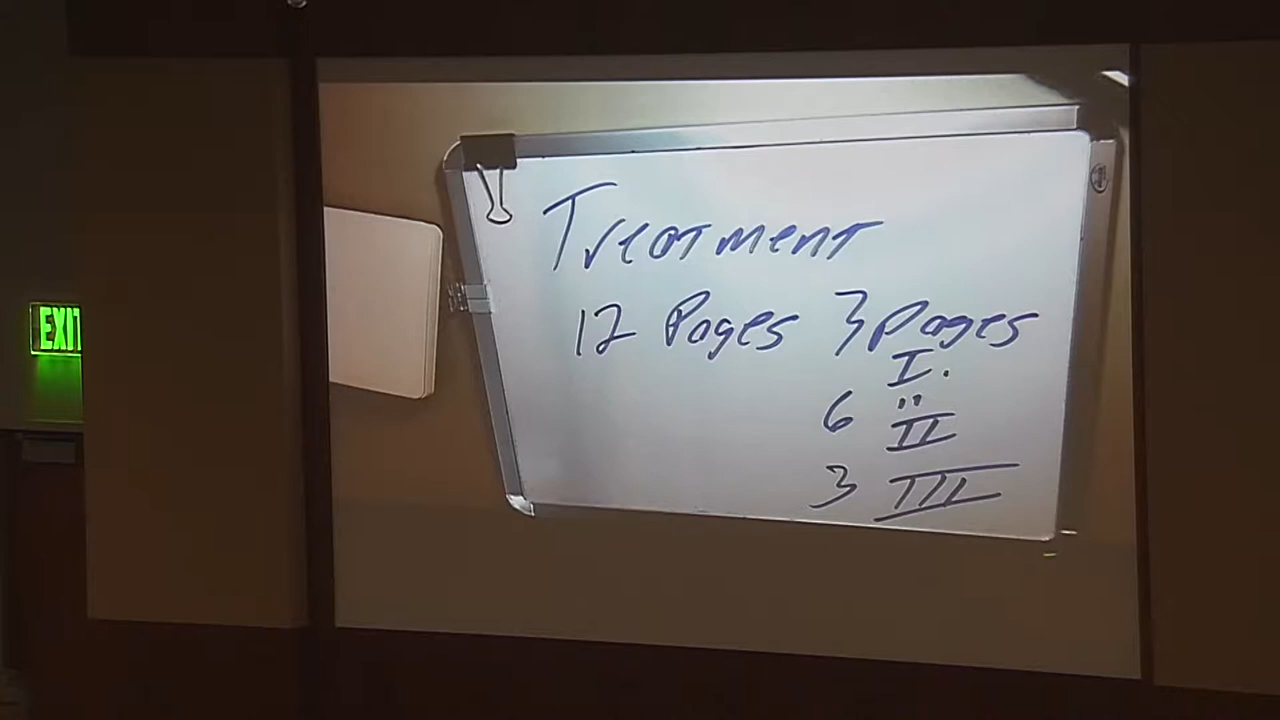 EXIT
Treatment
12 Pages 3 Pages
I.
6 " II
3 III